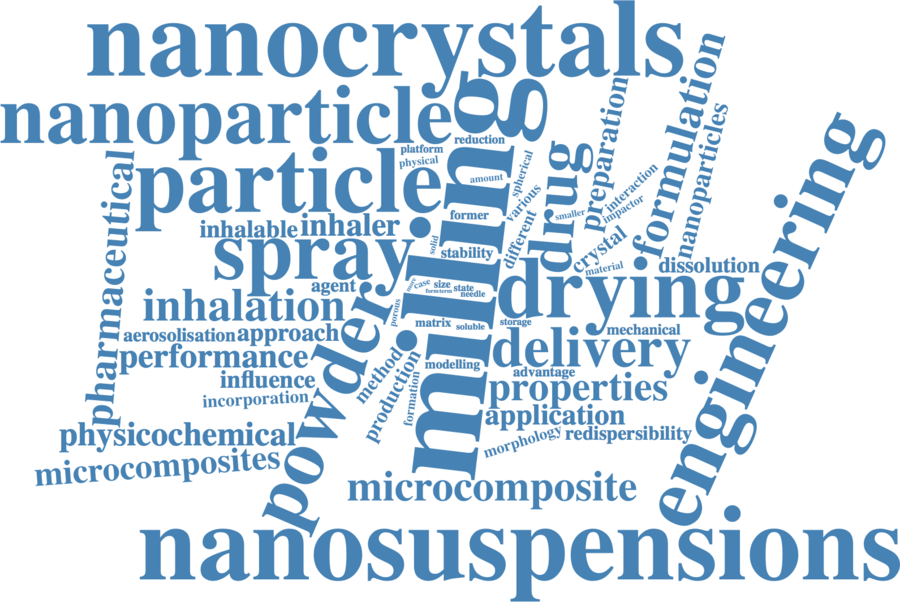 nanocrystals
nanoparticle
particle
milling
platform
physical
reduction
amount
spherical
various
different
former
solid
stability
drug
preparation
smaller
interaction
impactor
formulation
nanoparticles
engineering
crystal
material
dissolution
pharmaceutical
inhalable
inhaler
spray
agent
inhalation
aerosolisation
approach
performance
influence
incorporation
powder
porous
case
size
state
needle
matrix
soluble
storage
drying
mechanical
delivery
modelling
advantage
properties
application
method
production
formation
morphology
redispersibility
physicochemical
microcomposites
microcomposite
nanosuspensions